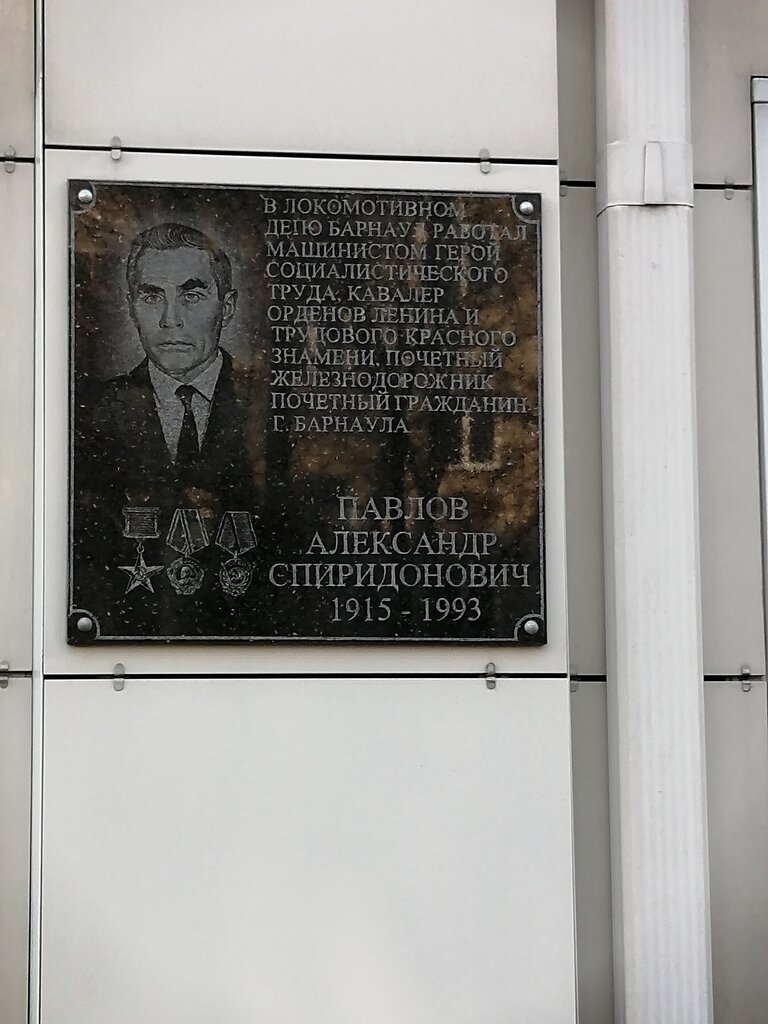 В ЛОКОМОТИВНОМ
ДЕПО БАРНАУЛ РАБОТАЛ
МАШИНИСТОМ ГЕРОЙ
СОЦИАЛИСТИЧЕСКОГО
ТРУДА, КАВАЛЕР
ОРДЕНОВ ЛЕНИНА И
ТРУДОВОГО КРАСНОГО
ЗНАМЕНИ, ПОЧЕТНЫЙ
ЖЕЛЕЗНОДОРОЖНИК
ПОЧЕТНЫЙ ГРАЖДАНИН
Г. БАРНАУЛА
ПАВЛОВ
АЛЕКСАНДР
СПИРИДОНОВИЧ
1915 - 1993